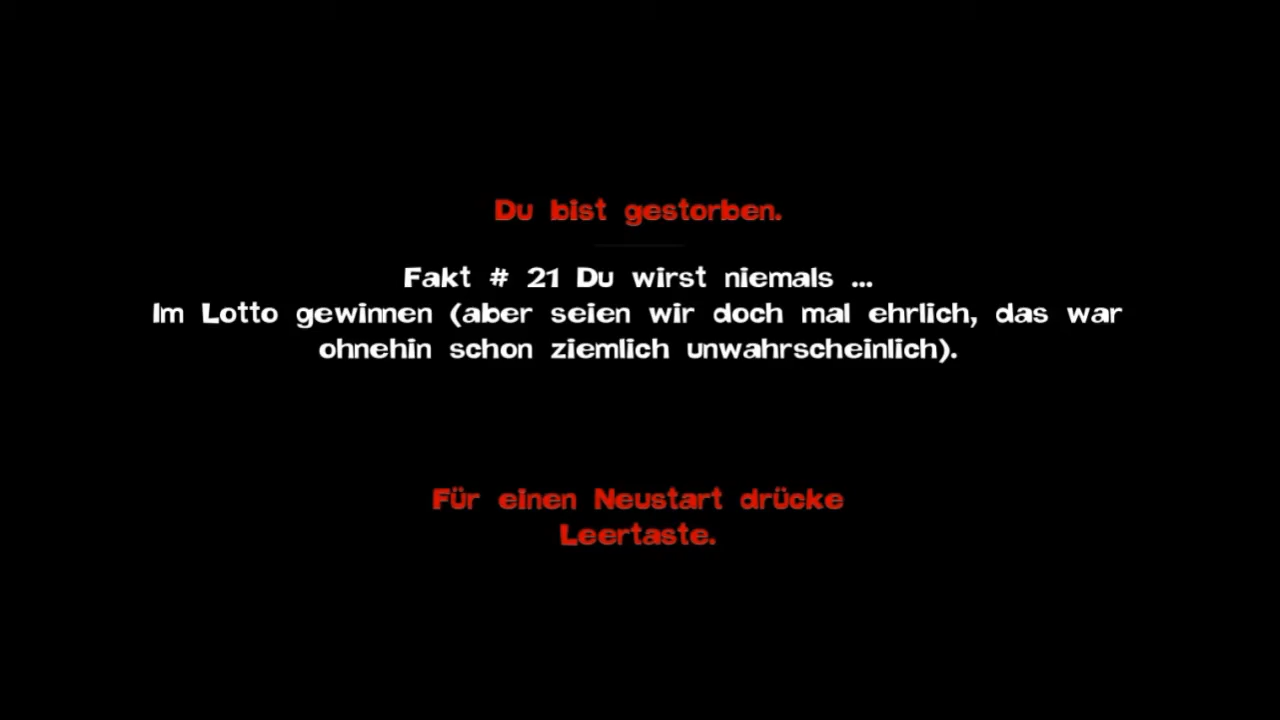 Du bist gestorben.
Fakt # 21 Du wirst niemals ...
Im Lotto gewinnen (aber seien wir doch mal ehrlich, das war
ohnehin schon ziemlich unwahrscheinlich).
Für einen Neustart drücke
Leertaste.